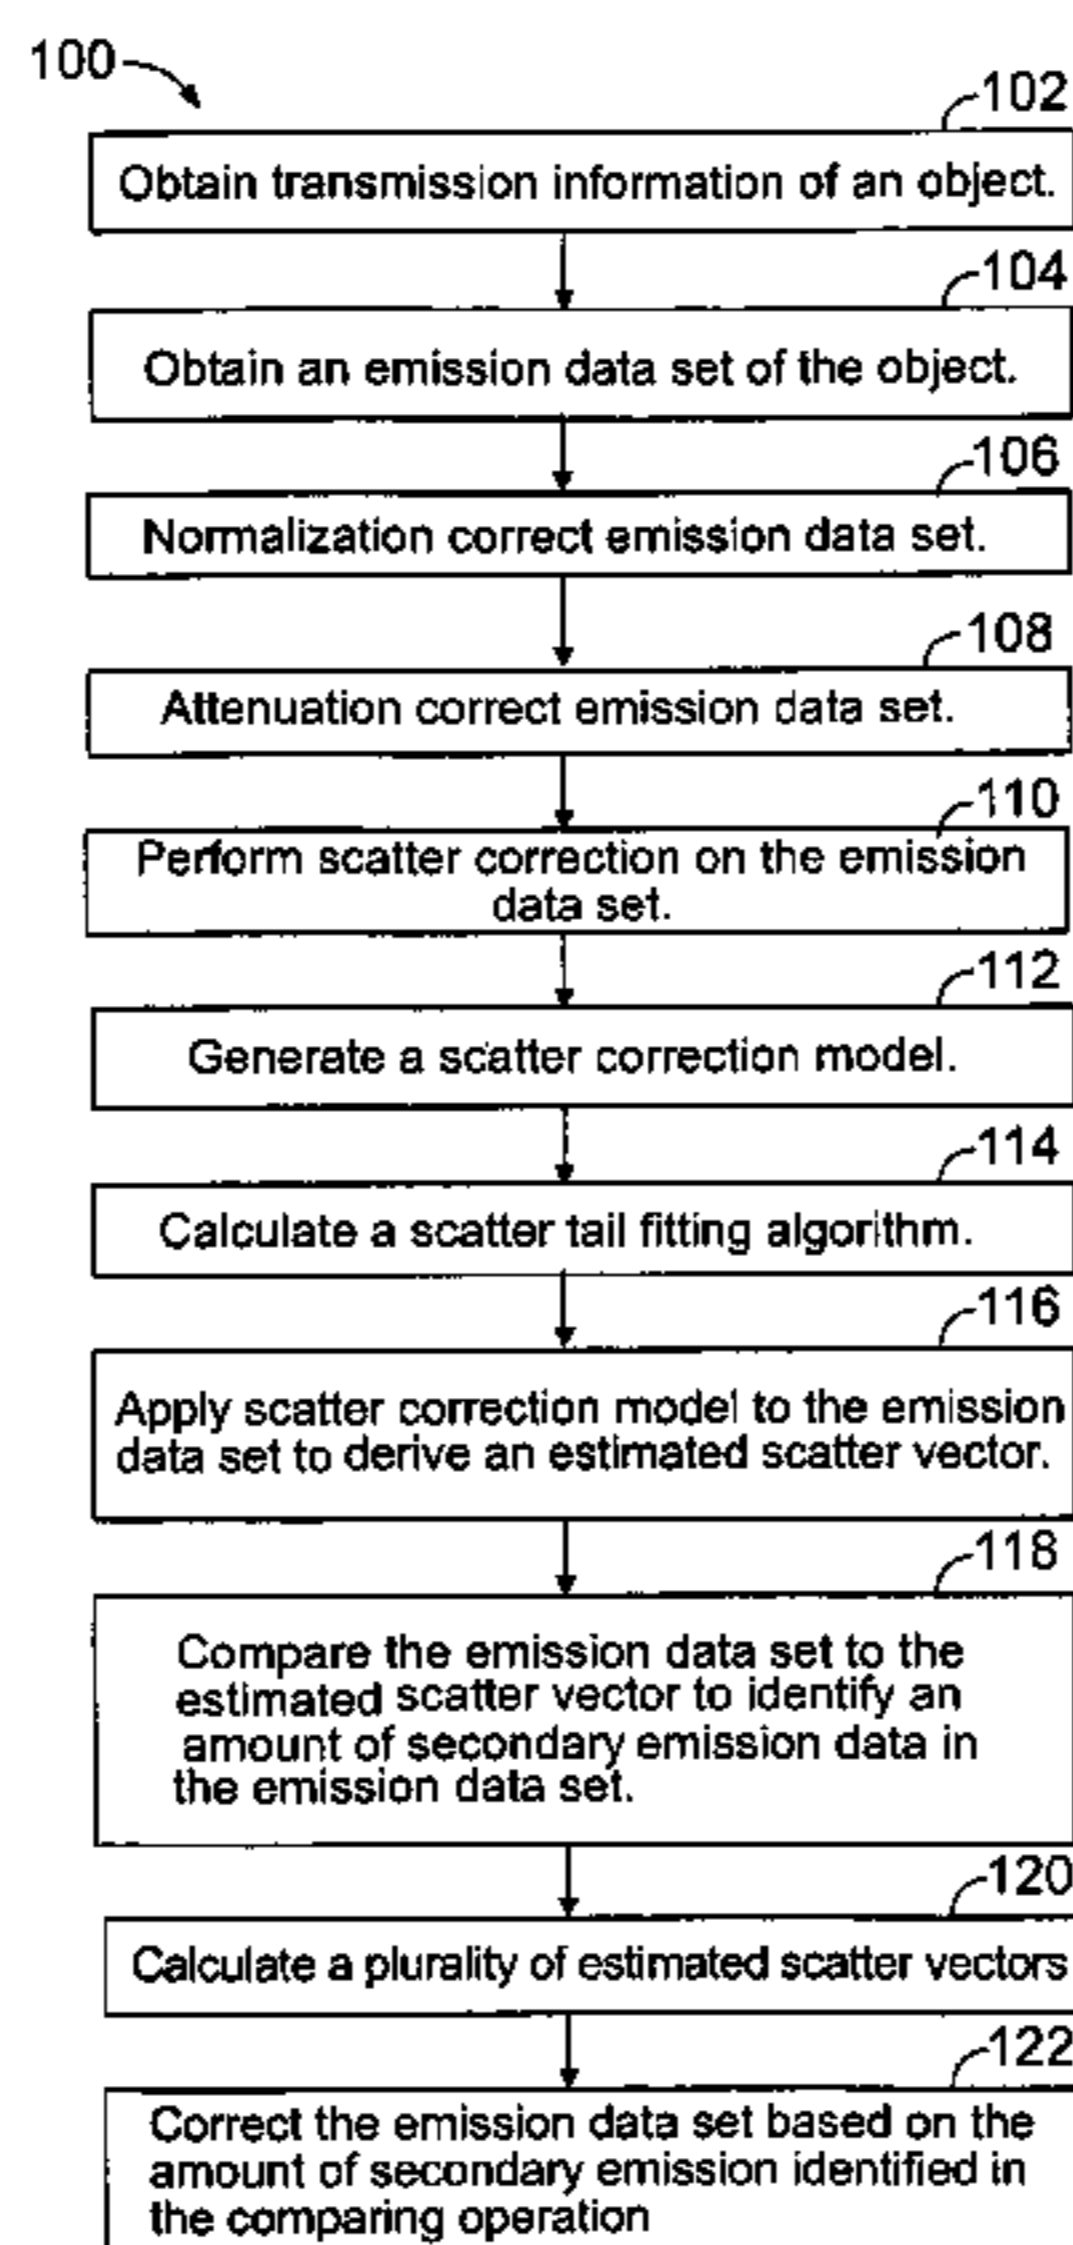 100
102
Obtain transmission information of an object.
104
Obtain an emission data set of the object.
106
Normalization correct emission data set.
108
Attenuation correct emission data set.
110
Perform scatter correction on the emission
data set.
112
Generate a scatter correction model.
114
Calculate a scatter tail fitting algorithm.
116
Apply scatter correction model to the emission
data set to derive an estimated scatter vector.
118
Compare the emission data set to the
estimated scatter vector to identify an
amount of secondary emission data in
the emission data set.
120
Calculate a plurality of estimated scatter vectors
122
Correct the emission data set based on the
amount of secondary emission identified in
the comparing operation